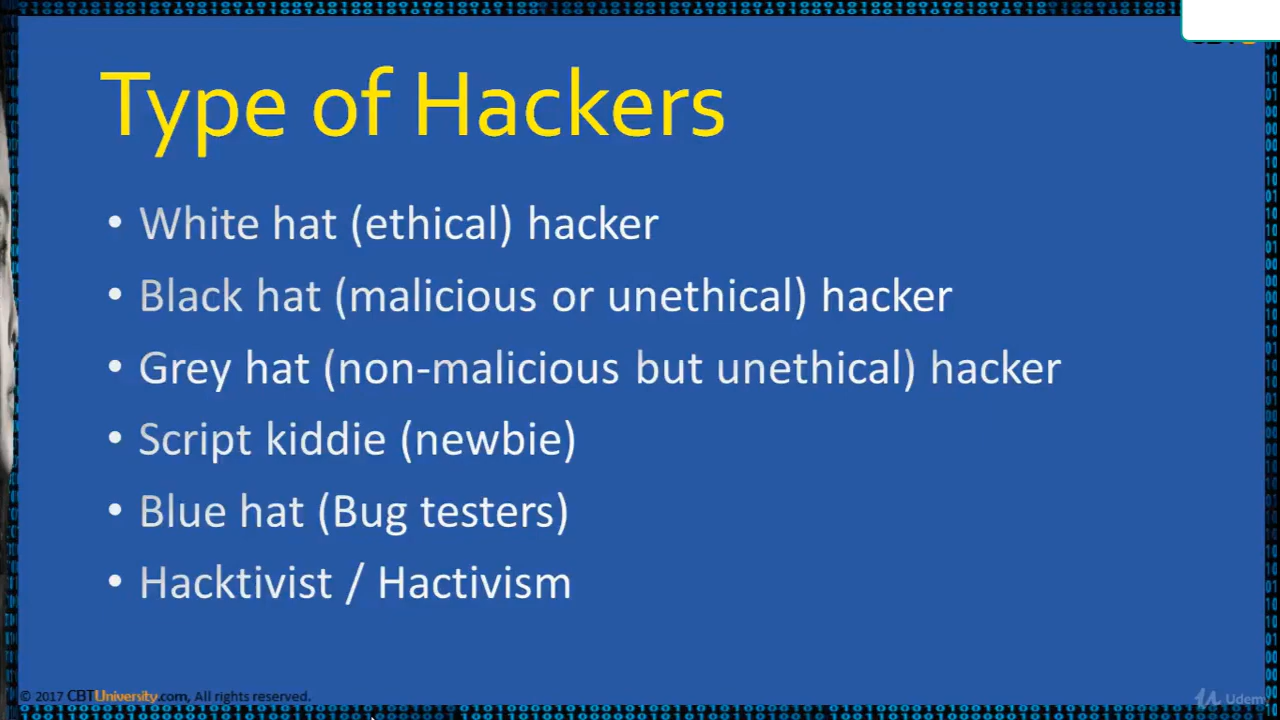 Type of Hackers
• White hat (ethical) hacker
• Black hat (malicious or unethical) hacker
• Grey hat (non-malicious but unethical) hacker
• Script kiddie (newbie)
• Blue hat (Bug testers)
• Hacktivist / Hactivism
© 2017 CBTUniversity.com, All rights reserved.
Udem